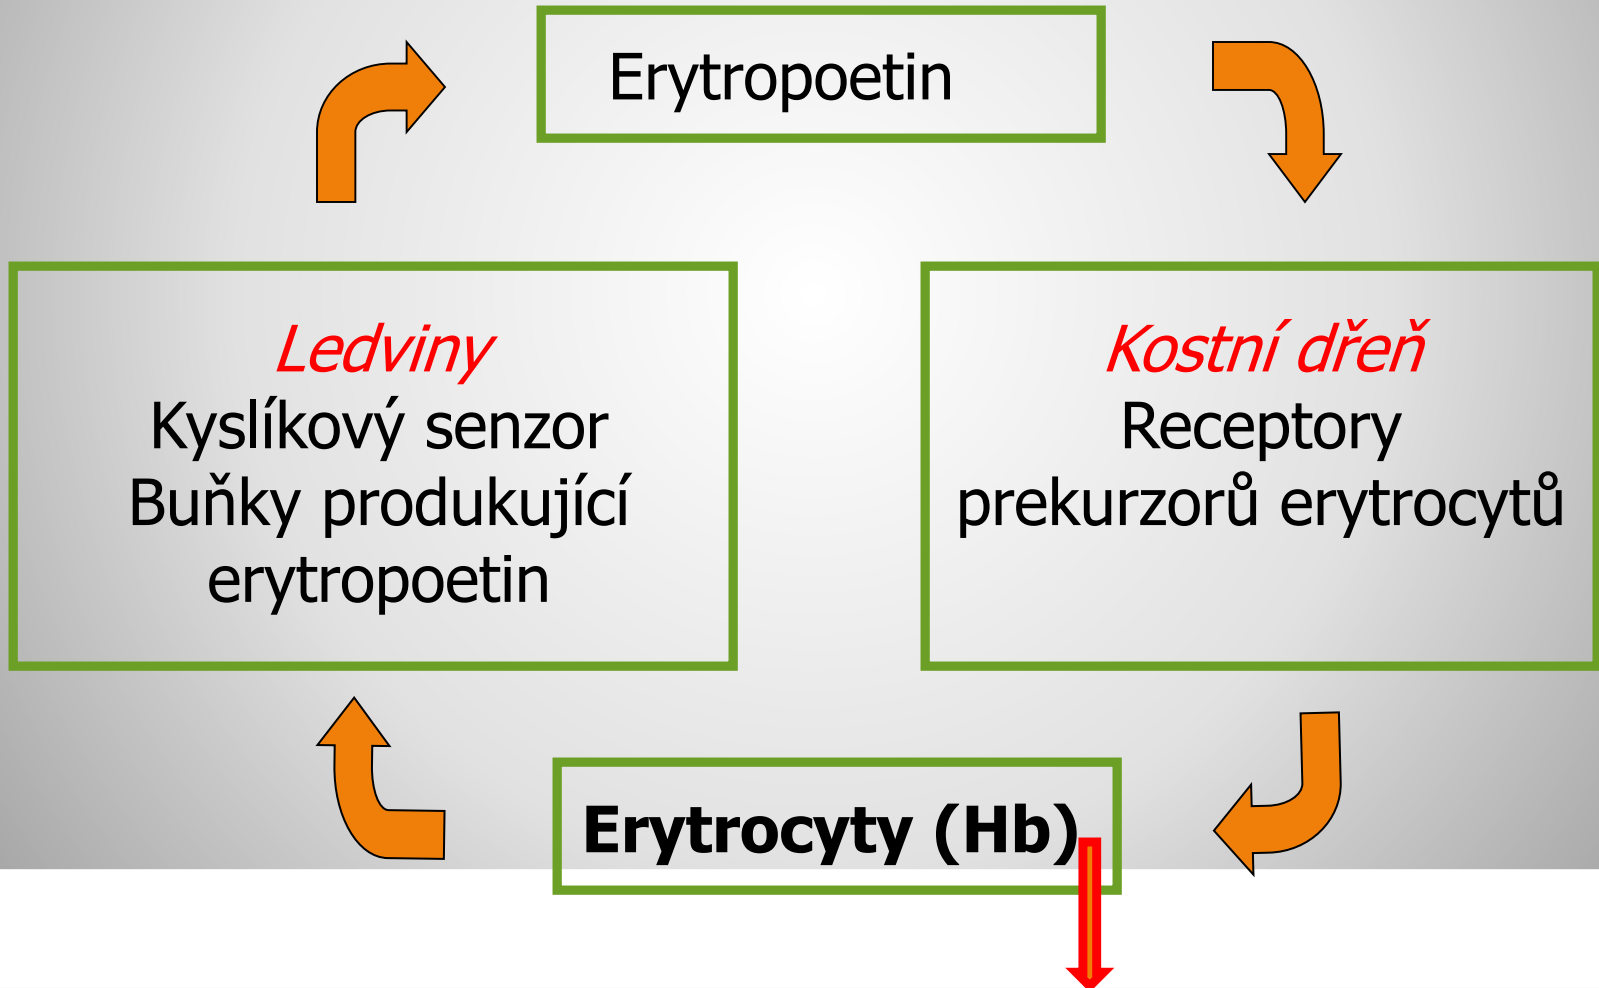 Erytropoetin
Ledviny
Kyslíkový senzor
Buňky produkující
erytropoetin
Kostní dřeň
Receptory
prekurzorů erytrocytů
Erytrocyty (Hb)